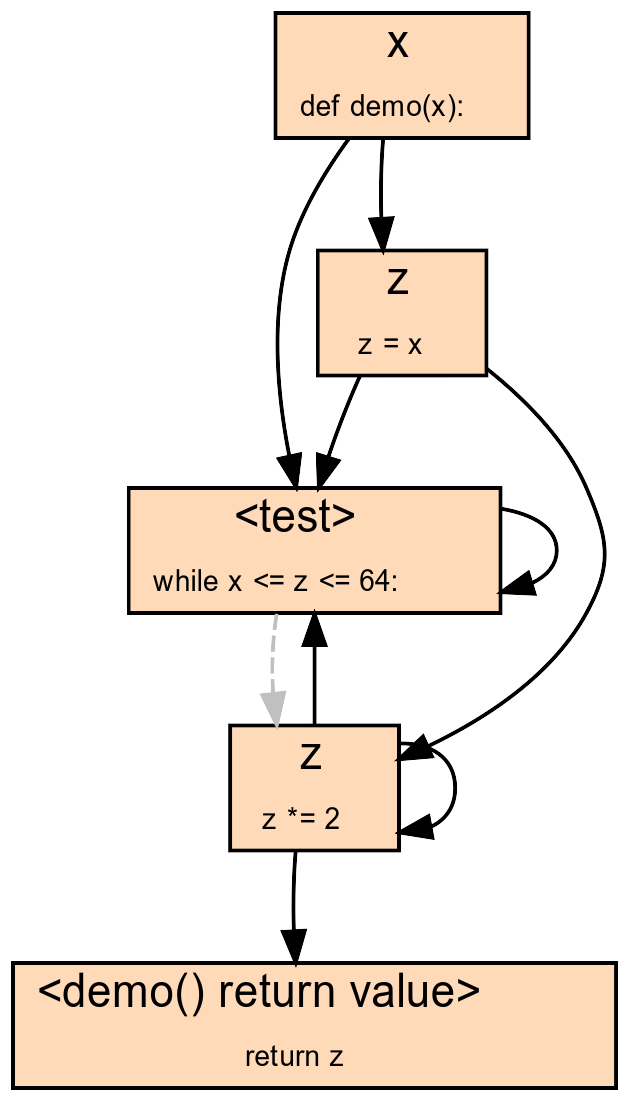 x
def demo(x):
z
z = x
<test>
while x <= z <= 64:
z
z *= 2
<demo() return value>
return z